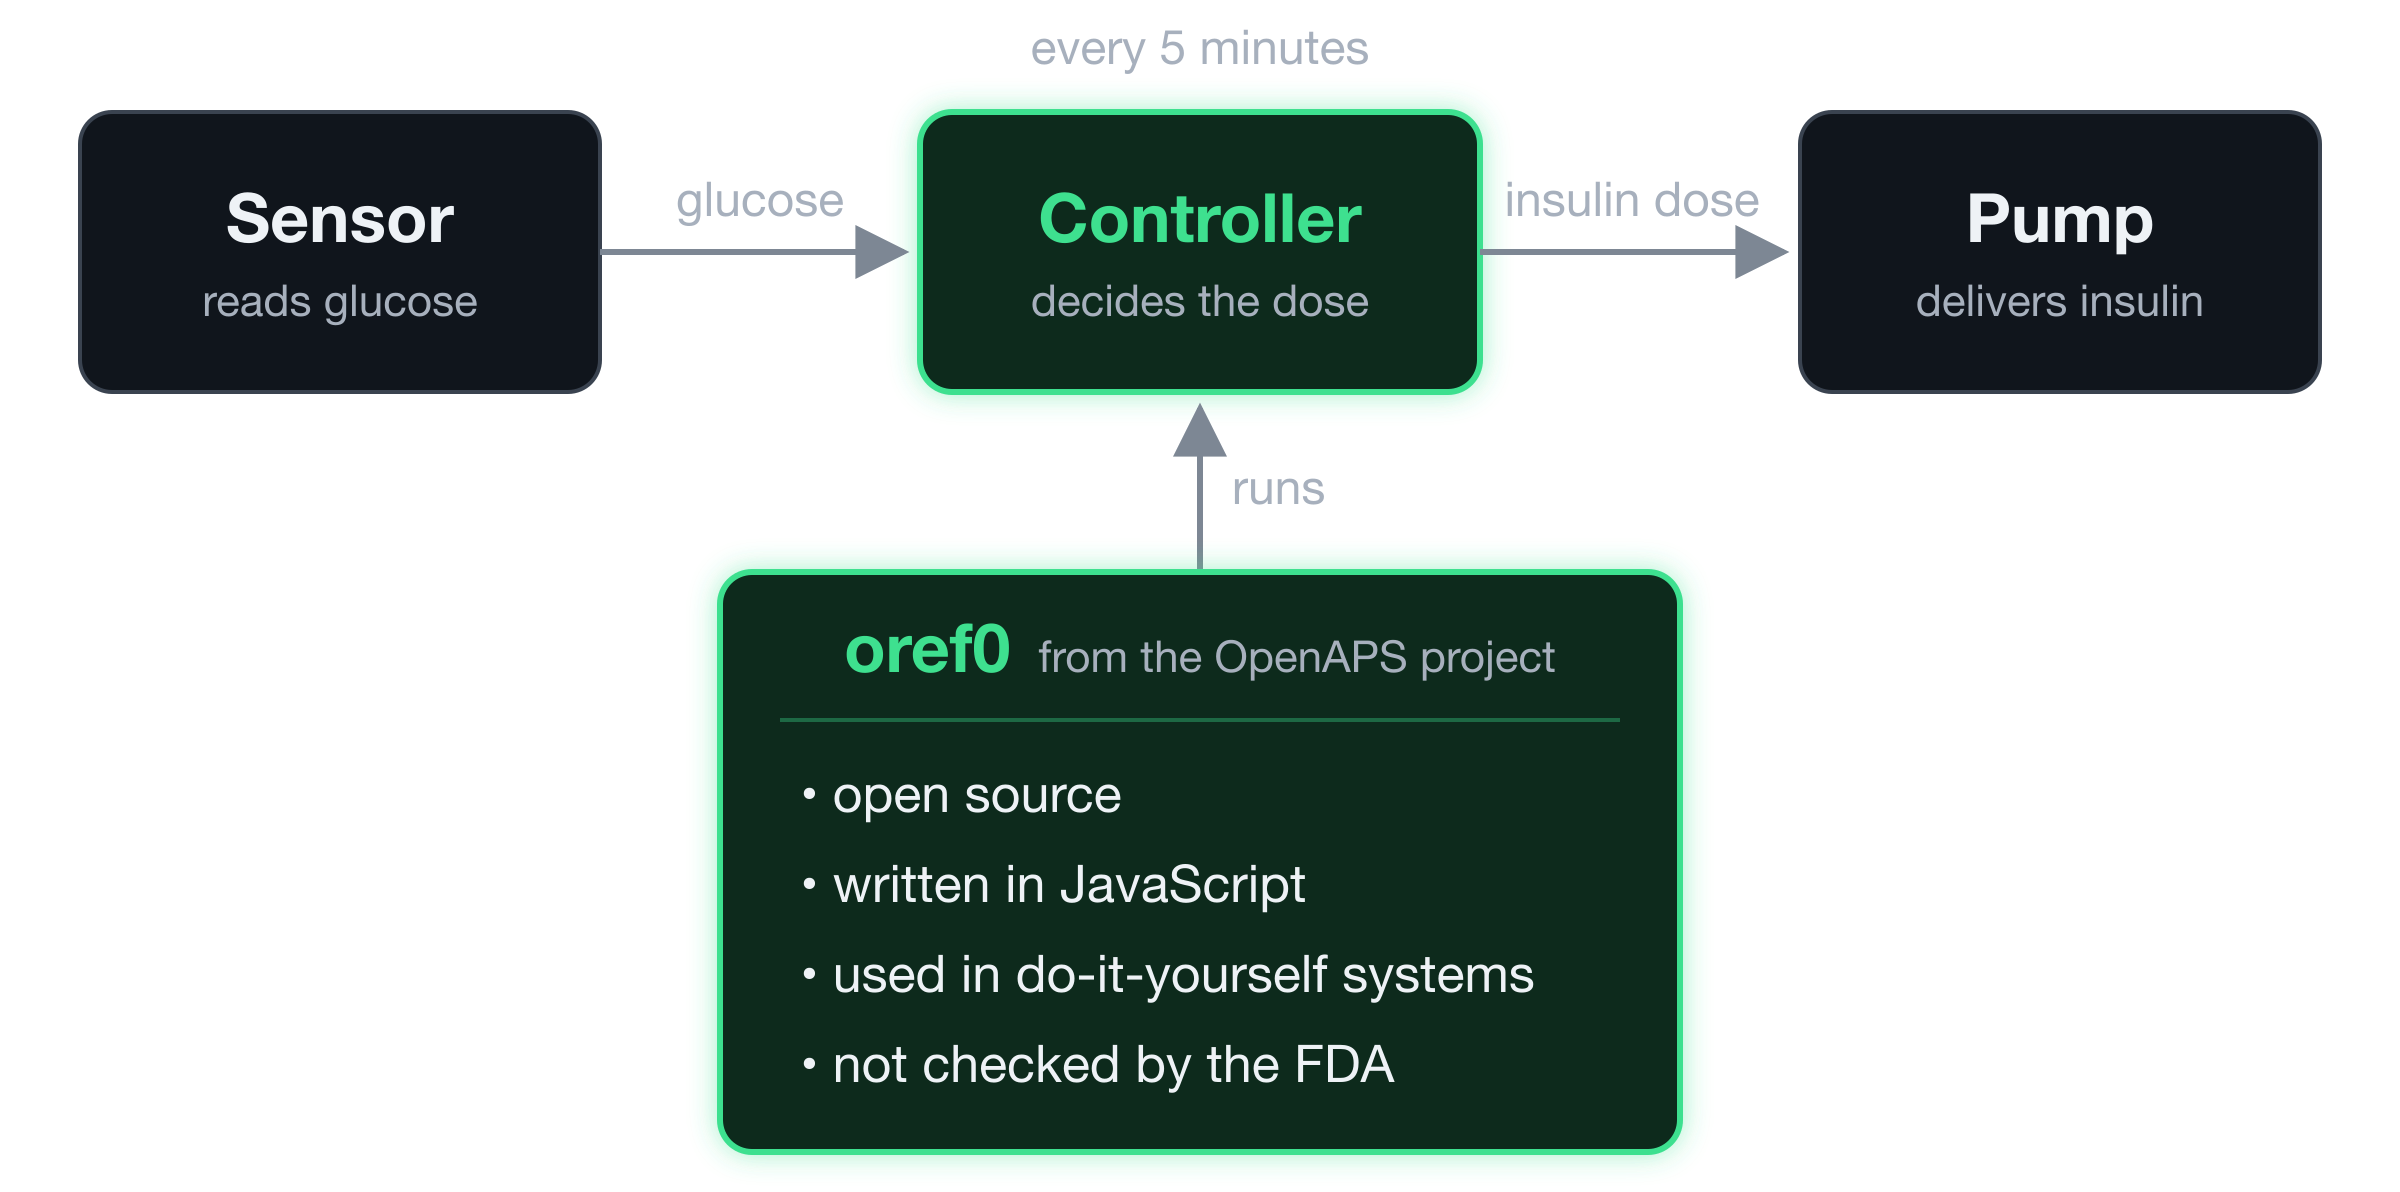 every 5 minutes
Sensor
reads glucose
glucose
Controller
decides the dose
insulin dose
Pump
delivers insulin
runs
oref0 from the OpenAPS project
• open source
• written in JavaScript
• used in do-it-yourself systems
• not checked by the FDA